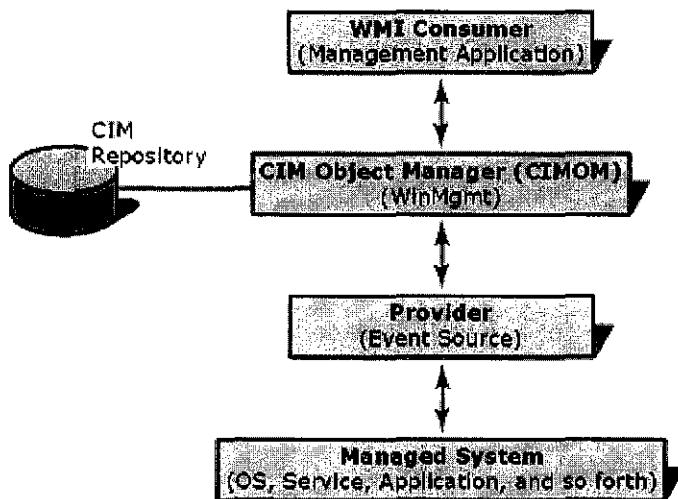 WMI Consumer
(Management Application)
CIM
Repository
CIM Object Manager (CIMOM)
(WinMgmt)
Provider
(Event Source)
Managed System
(OS, Service, Application, and so forth)